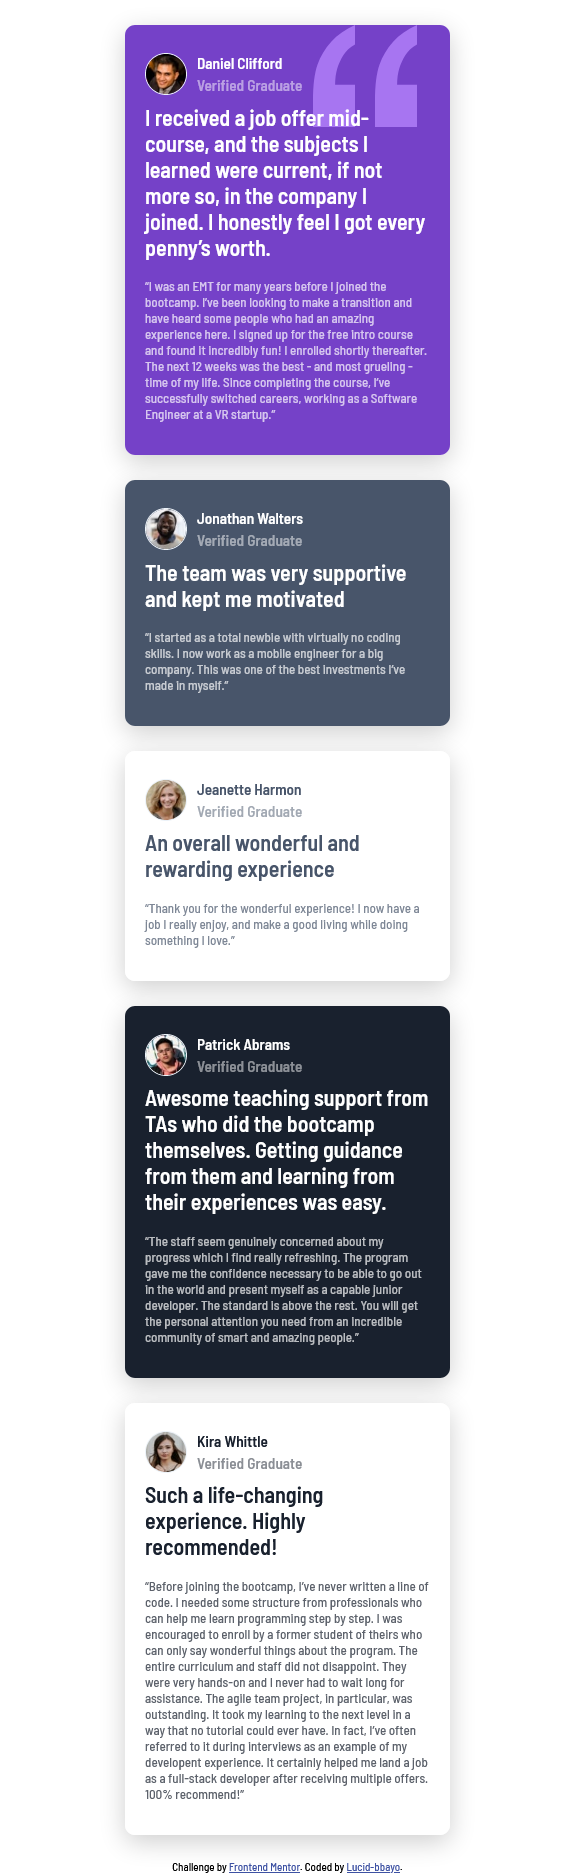 Daniel Clifford
Verified Graduate
I received a job offer mid-
course, and the subjects I
learned were current, if not
more so, in the company I
joined. I honestly feel I got every
penny’s worth.
“I was an EMT for many years before I joined the
bootcamp. I’ve been looking to make a transition and
have heard some people who had an amazing
experience here. I signed up for the free intro course
and found it incredibly fun! I enrolled shortly thereafter.
The next 12 weeks was the best - and most grueling -
time of my life. Since completing the course, I’ve
successfully switched careers, working as a Software
Engineer at a VR startup.”
Jonathan Walters
Verified Graduate
The team was very supportive
and kept me motivated
“I started as a total newbie with virtually no coding
skills. I now work as a mobile engineer for a big
company. This was one of the best investments I’ve
made in myself.”
Jeanette Harmon
Verified Graduate
An overall wonderful and
rewarding experience
“Thank you for the wonderful experience! I now have a
job I really enjoy, and make a good living while doing
something I love.”
Patrick Abrams
Verified Graduate
Awesome teaching support from
TAs who did the bootcamp
themselves. Getting guidance
from them and learning from
their experiences was easy.
“The staff seem genuinely concerned about my
progress which I find really refreshing. The program
gave me the confidence necessary to be able to go out
in the world and present myself as a capable junior
developer. The standard is above the rest. You will get
the personal attention you need from an incredible
community of smart and amazing people.”
Kira Whittle
Verified Graduate
Such a life-changing
experience. Highly
recommended!
“Before joining the bootcamp, I’ve never written a line of
code. I needed some structure from professionals who
can help me learn programming step by step. I was
encouraged to enroll by a former student of theirs who
can only say wonderful things about the program. The
entire curriculum and staff did not disappoint. They
were very hands-on and I never had to wait long for
assistance. The agile team project, in particular, was
outstanding. It took my learning to the next level in a
way that no tutorial could ever have. In fact, I’ve often
referred to it during interviews as an example of my
developent experience. It certainly helped me land a job
as a full-stack developer after receiving multiple offers.
100% recommend!”
Challenge by Frontend Mentor. Coded by Lucid-bbayo.